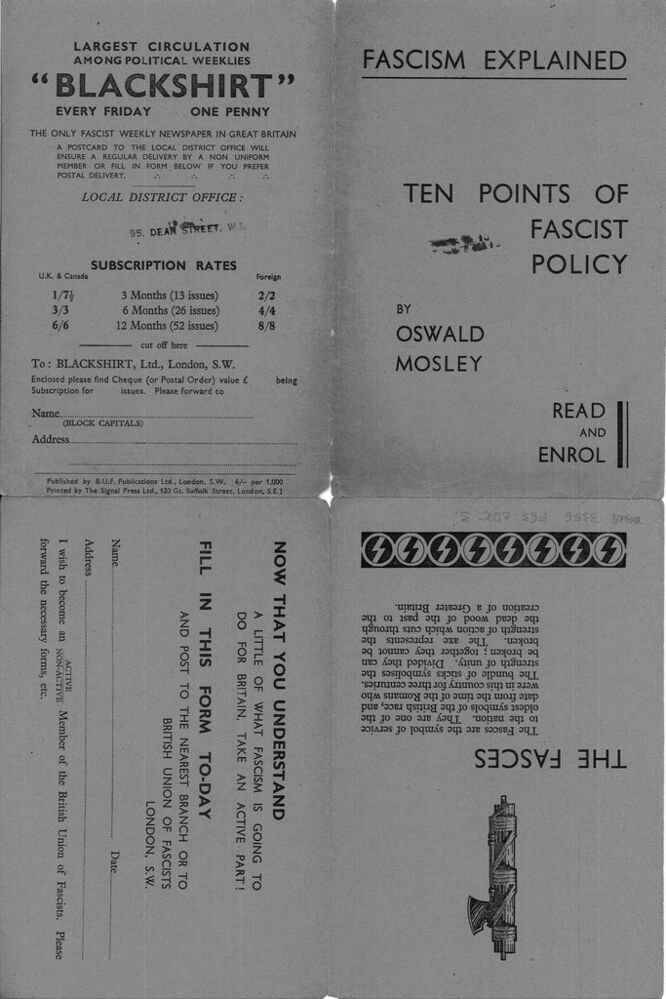 LARGEST CIRCULATION
AMONG POLITICAL WEEKLIES
“BLACKSHIRT”
EVERY FRIDAY ONE PENNY
THE ONLY FASCIST WEEKLY NEWSPAPER IN GREAT BRITAIN
A POSTCARD TO THE LOCAL DISTRICT OFFICE WILL
ENSURE A REGULAR DELIVERY BY A NON UNIFORM
MEMBER OR FILL IN FORM BELOW IF YOU PREFER
POSTAL DELIVERY.
LOCAL DISTRICT OFFICE :
95. DEAN STREET. W.1.
SUBSCRIPTION RATES
U.K. & Canada Foreign
1/7½ 3 Months (13 issues) 2/2
3/3 6 Months (26 issues) 4/4
6/6 12 Months (52 issues) 8/8
cut off here
To : BLACKSHIRT, Ltd., London, S.W.
Enclosed please find Cheque (or Postal Order) value £ being
Subscription for issues. Please forward to
Name
(BLOCK CAPITALS)
Address
Published by B.U.F. Publications Ltd., London, S.W. 6/- per 1,000
Printed by The Signal Press Ltd., 133 Gt. Suffolk Street, London, S.E.1
FASCISM EXPLAINED
TEN POINTS OF
FASCIST
POLICY
BY
OSWALD
MOSLEY
READ
AND
ENROL
NOW THAT YOU UNDERSTAND
A LITTLE OF WHAT FASCISM IS GOING TO
DO FOR BRITAIN, TAKE AN ACTIVE PART !
FILL IN THIS FORM TO-DAY
AND POST TO THE NEAREST BRANCH OR TO
BRITISH UNION OF FASCISTS
LONDON, S.W.
Name Date
Address
I wish to become an ACTIVE NON-ACTIVE Member of the British Union of Fascists. Please
forward the necessary forms, etc.
THE FASCES
The Fasces are the symbol of service
to the nation. They are one of the
oldest symbols of the British race, and
date from the time of the Romans who
were in this country for three centuries.
The bundle of sticks symbolises the
strength of unity. Divided they can
be broken ; together they cannot be
broken. The axe represents the
strength of action which cuts through
the dead wood of the past to the
creation of a Greater Britain.